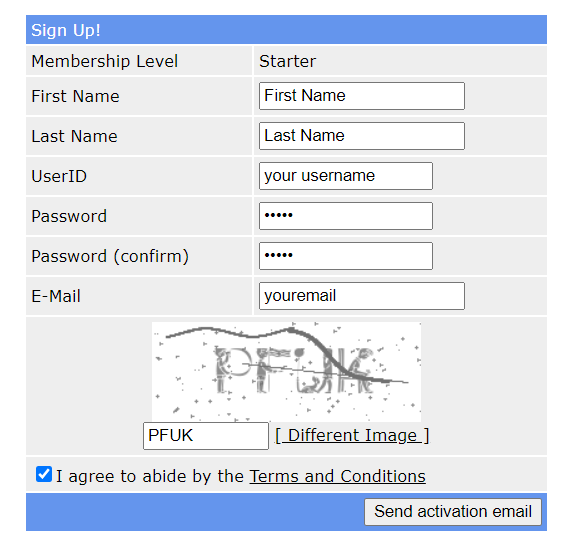 Sign Up!
Membership Level Starter
First Name First Name
Last Name Last Name
UserID your username
Password •••••
Password (confirm) •••••
E-Mail youremail
PFUK
[ Different Image ]
I agree to abide by the Terms and Conditions
Send activation email